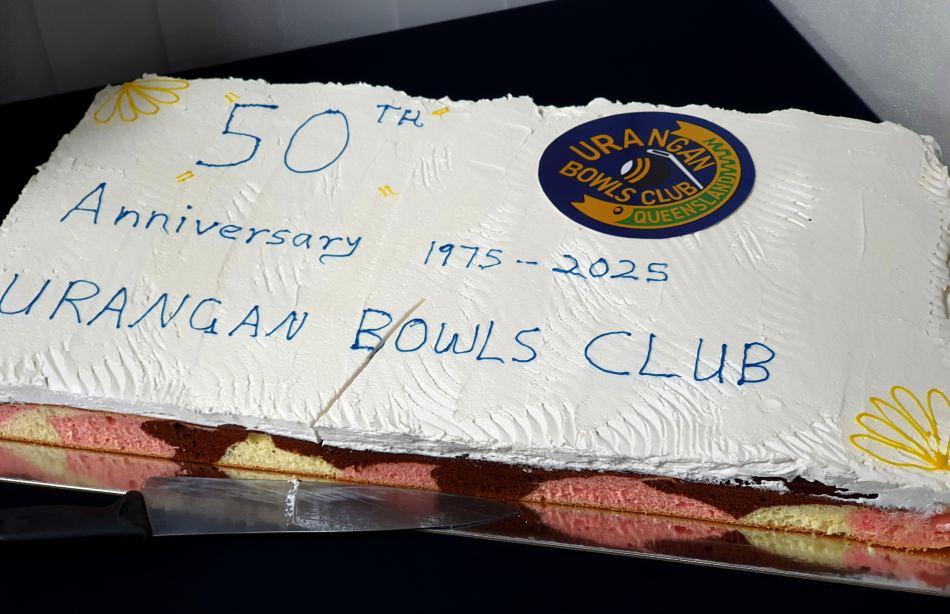 50TH
Anniversary 1975-2025
URANGAN BOWLS CLUB
URANGAN
BOWLS CLUB
QUEENSLAND